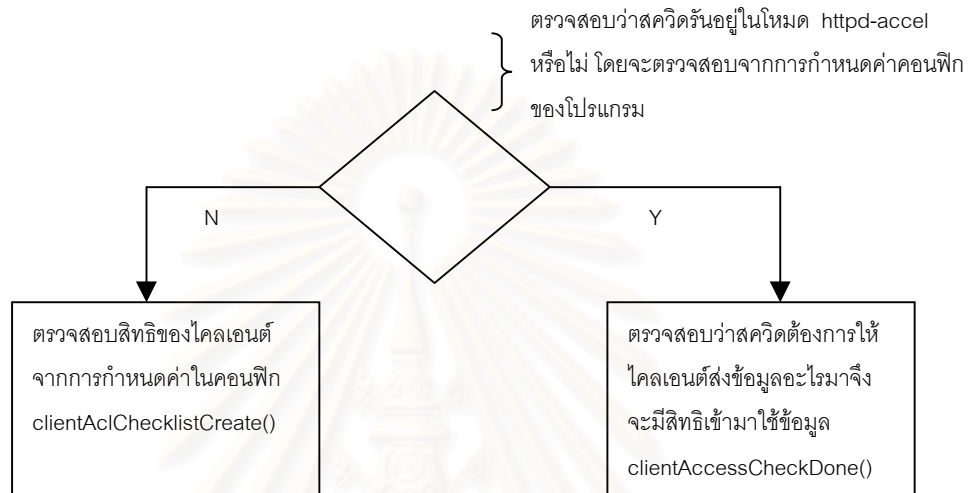 ตรวจสอบว่าสควิดรันอยู่ในโหมด httpd-accel
หรือไม่ โดยจะตรวจสอบจากการกำหนดค่าคอนฟิก
ของโปรแกรม
N
Y
ตรวจสอบสิทธิของไคลเอนต์
จากการกำหนดค่าในคอนฟิก
clientAclChecklistCreate()
ตรวจสอบว่าสควิดต้องการให้
ไคลเอนต์ส่งข้อมูลอะไรมาจึง
จะมีสิทธิเข้ามาใช้ข้อมูล
clientAccessCheckDone()